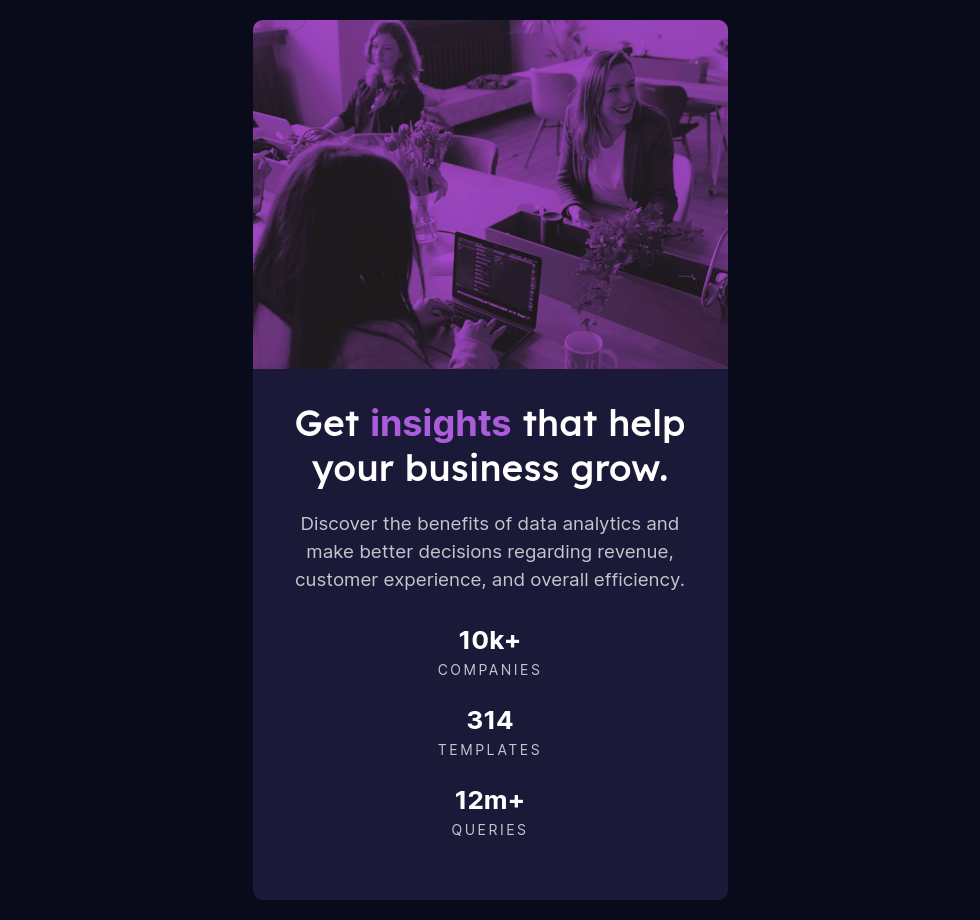 Get insights that help
your business grow.
Discover the benefits of data analytics and
make better decisions regarding revenue,
customer experience, and overall efficiency.
10k+
COMPANIES
314
TEMPLATES
12m+
QUERIES